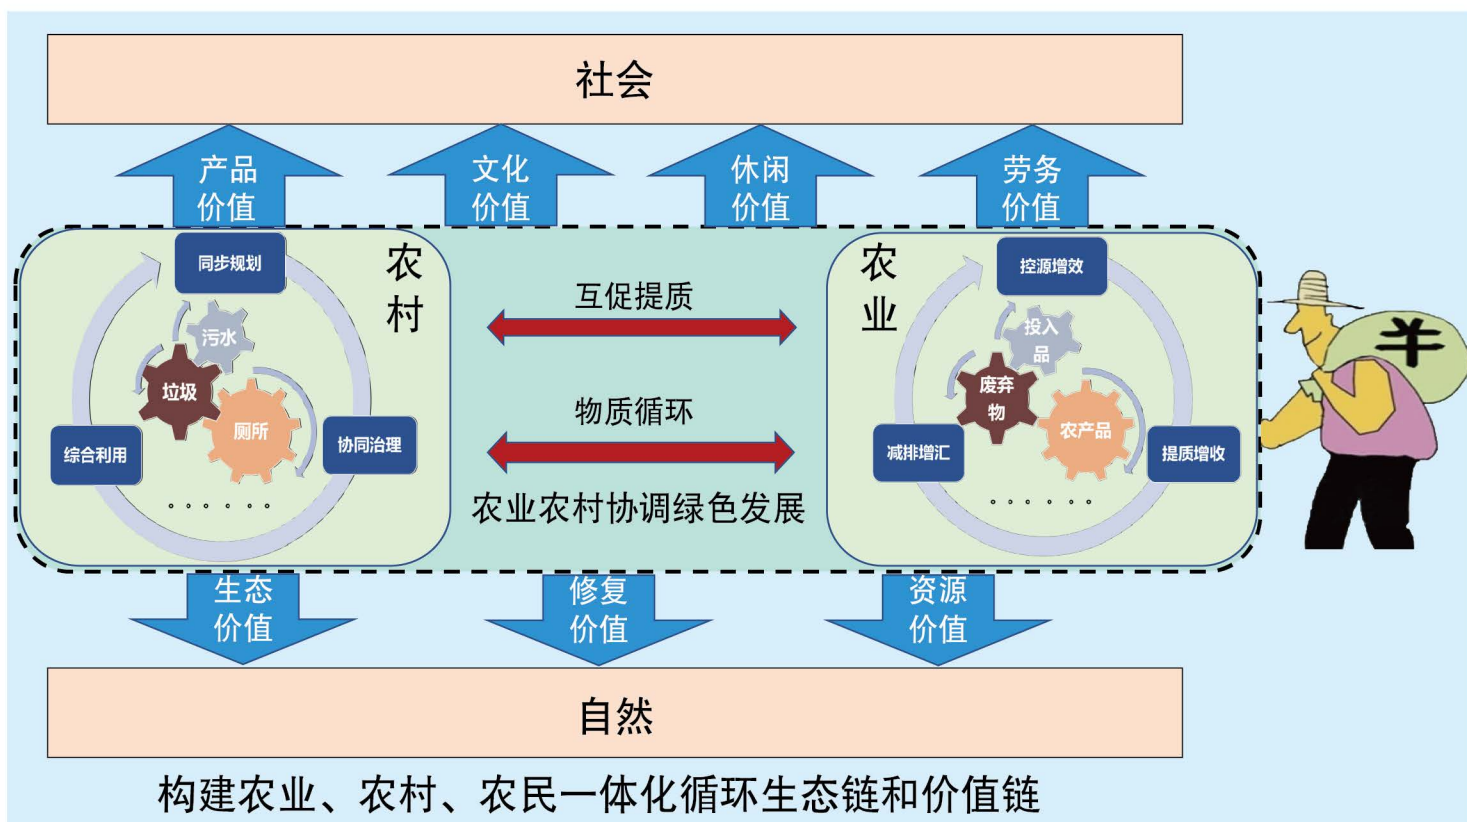 社会
产品
价值
文化
价值
休闲
价值
劳务
价值
农
村
同步规划
污水
垃圾
厕所
综合利用
协同治理
。。。。。。
互促提质
物质循环
农业农村协调绿色发展
农
业
控源增效
投入
品
废弃
物
农产品
减排增汇
提质增收
。。。。。。
羊
生态
价值
修复
价值
资源
价值
自然
构建农业、农村、农民一体化循环生态链和价值链